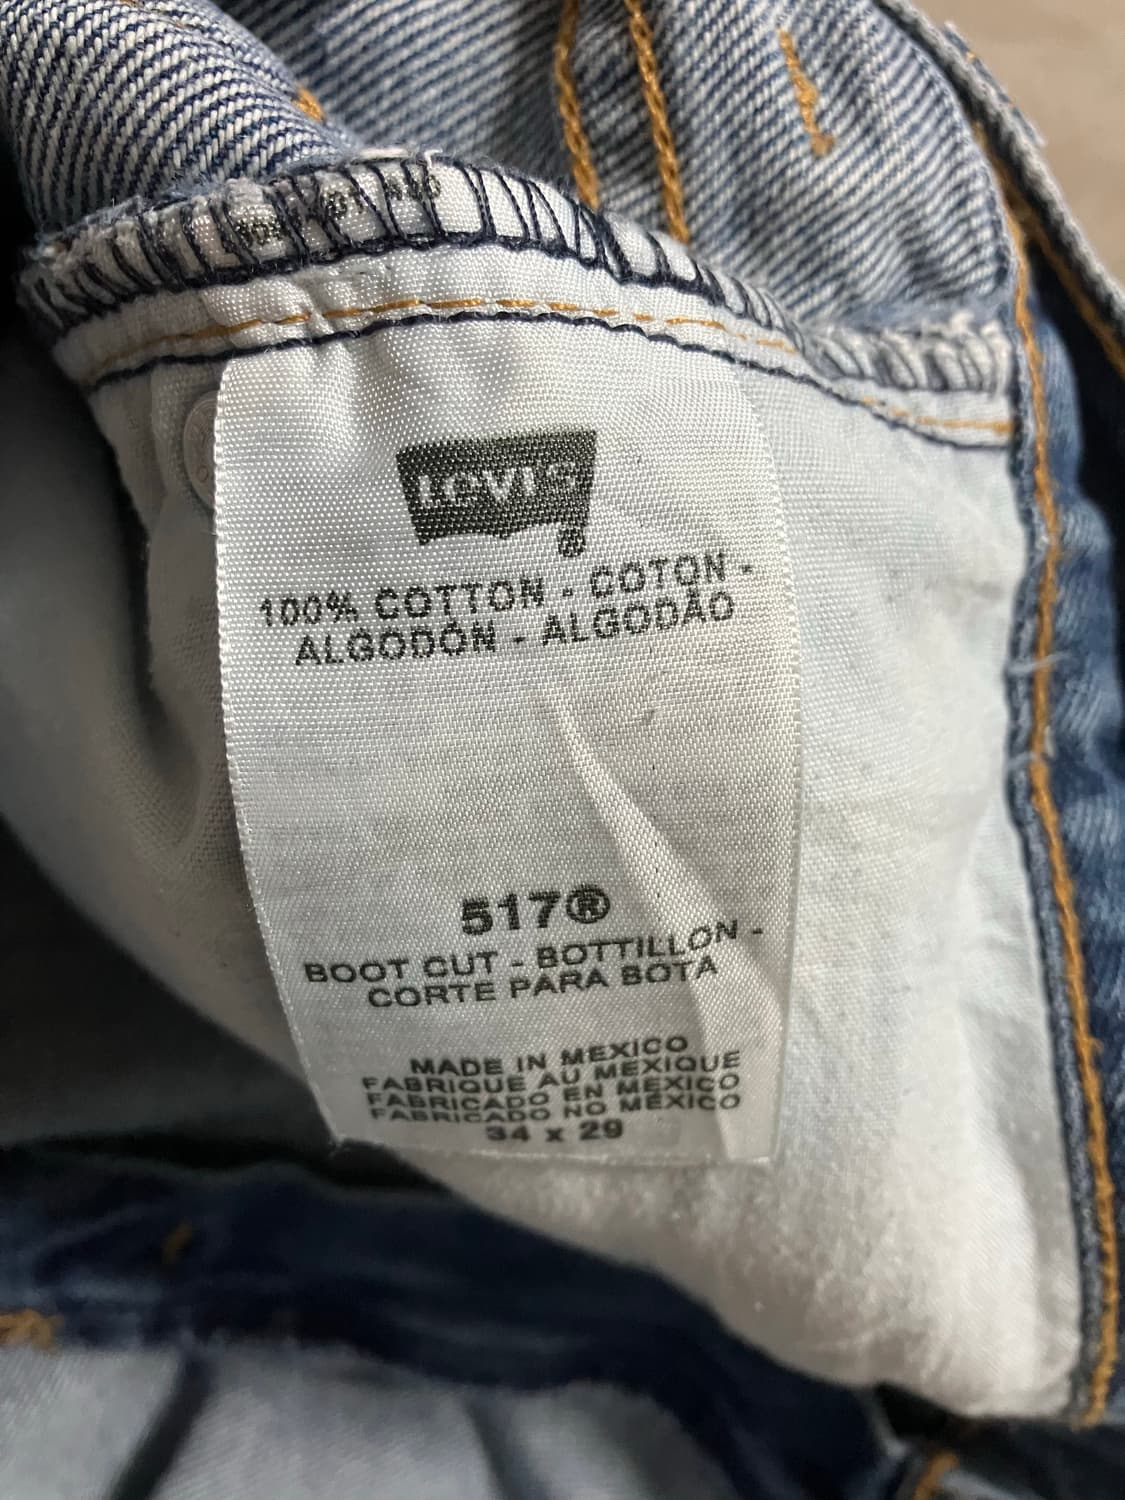 Levi's
®
100% COTTON - COTON -
ALGODÓN - ALGODÃO
517®
BOOT CUT - BOTTILLON -
CORTE PARA BOTA
MADE IN MEXICO
FABRIQUE AU MEXIQUE
FABRICADO EN MEXICO
FABRICADO NO MÉXICO
34 x 29